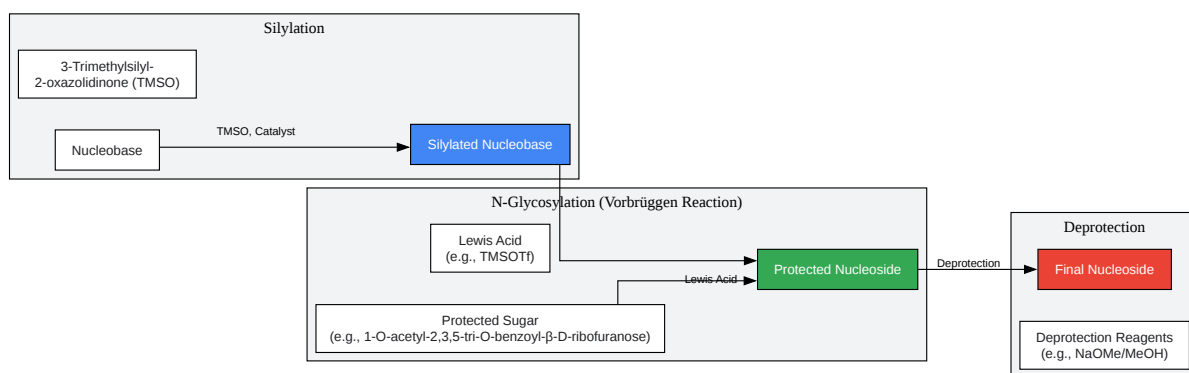 Silylation
3-Trimethylsilyl-
2-oxazolidinone (TMSO)
TMSO, Catalyst
Nucleobase
Silylated Nucleobase
N-Glycosylation (Vorbrüggen Reaction)
Lewis Acid
(e.g., TMSOTf)
Protected Nucleoside
Lewis Acid
Protected Sugar
(e.g., 1-O-acetyl-2,3,5-tri-O-benzoyl-β-D-ribofuranose)
Deprotection
Deprotection
Final Nucleoside
Deprotection Reagents
(e.g., NaOMe/MeOH)